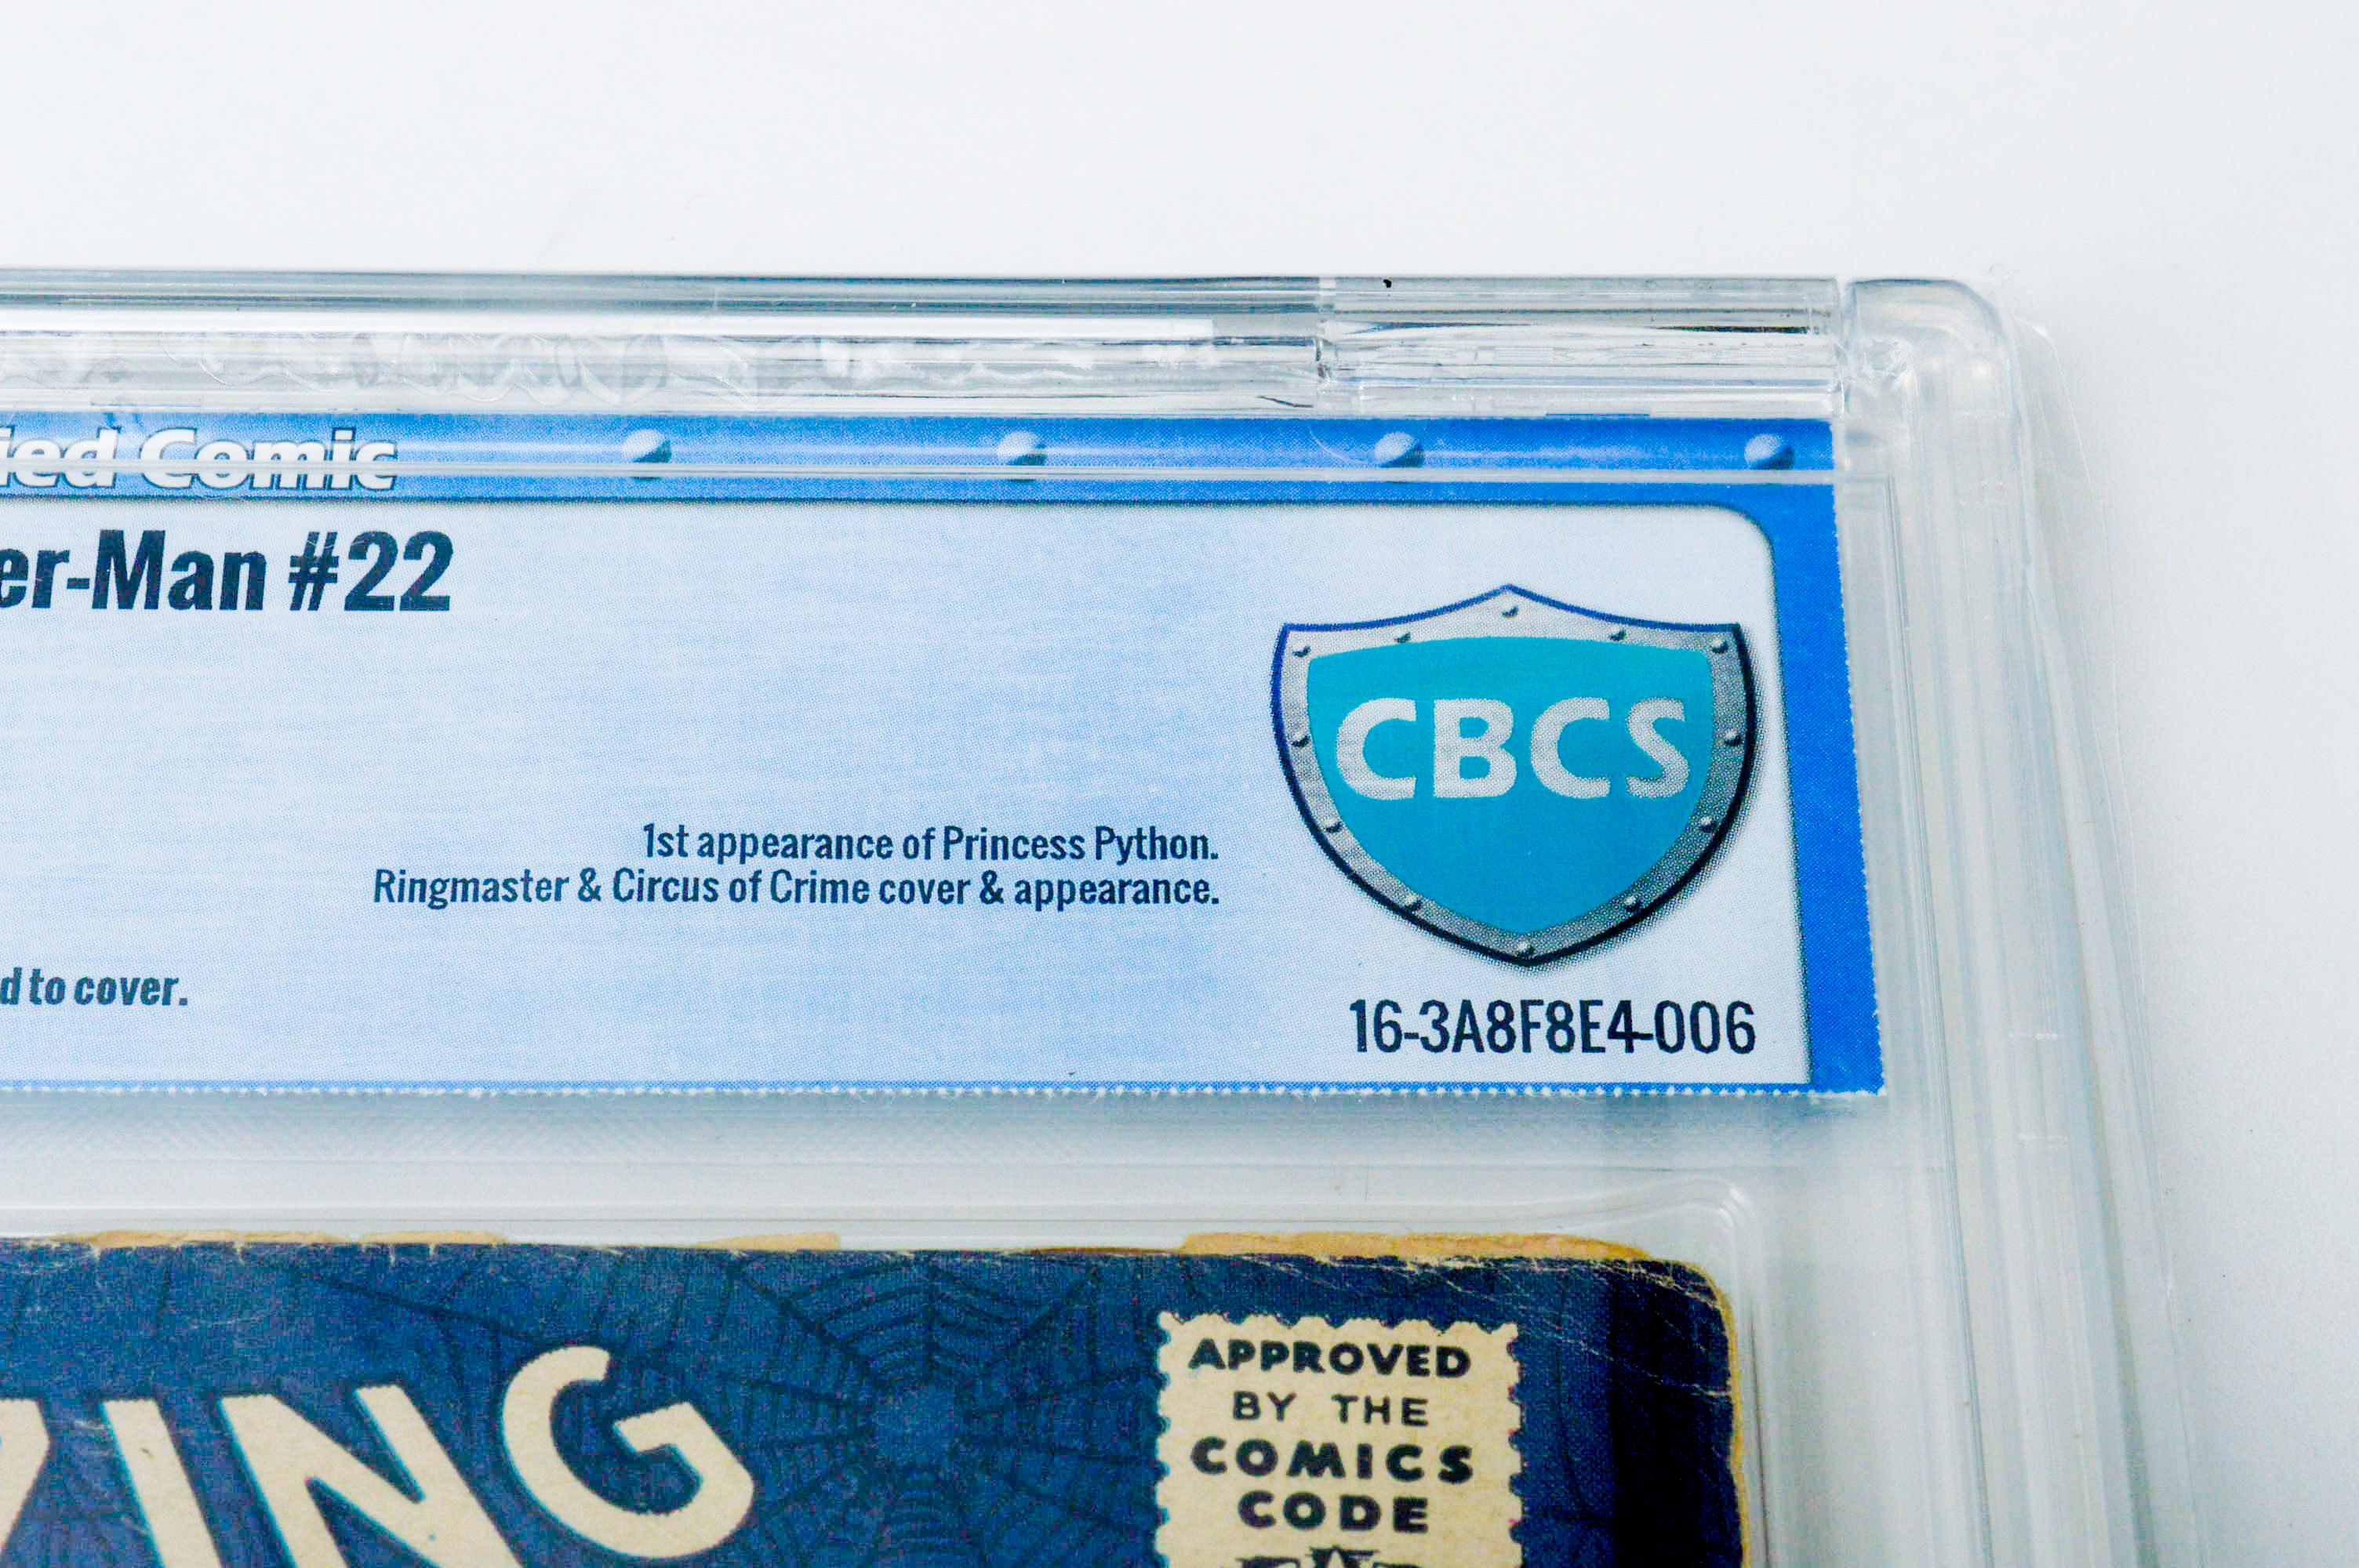 ied Comic
er-Man #22
CBCS
1st appearance of Princess Python.
Ringmaster & Circus of Crime cover & appearance.
d to cover.
16-3A8F8E4-006
ZING
APPROVED
BY THE
COMICS
CODE